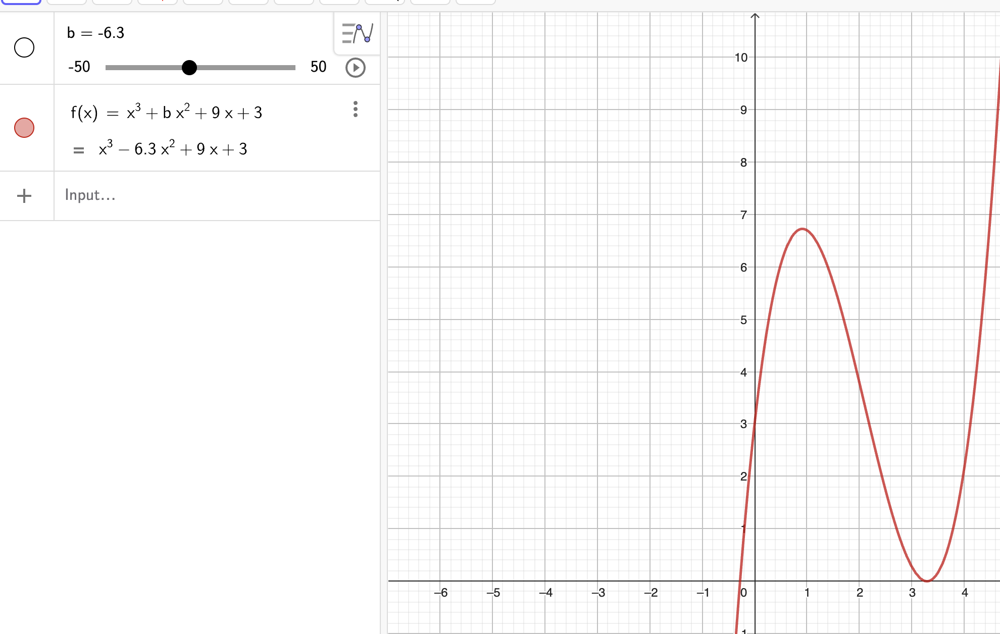 b = -6.3
-50 50
f(x) = x³ + b x² + 9 x + 3
= x³ − 6.3 x² + 9 x + 3
Input…
10
9
8
7
6
5
4
3
2
1
−6 −5 −4 −3 −2 −1 0 1 2 3 4